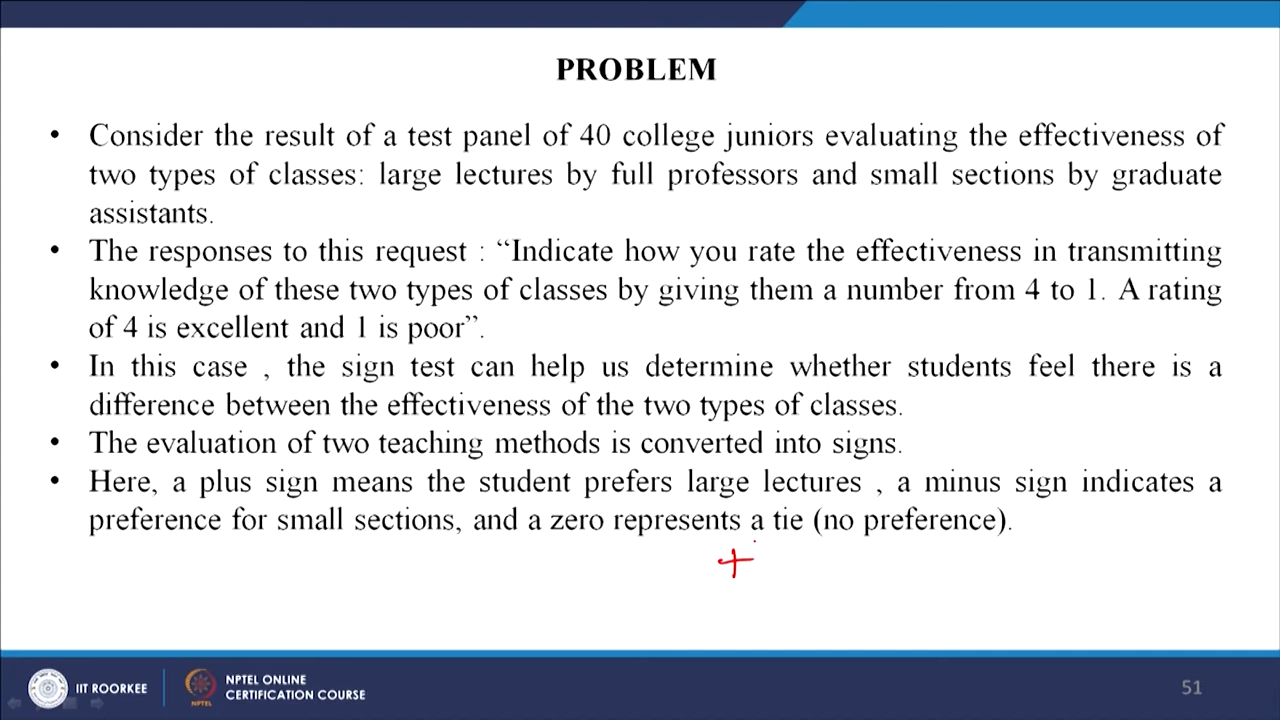 PROBLEM
• Consider the result of a test panel of 40 college juniors evaluating the effectiveness of
two types of classes: large lectures by full professors and small sections by graduate
assistants.
• The responses to this request : “Indicate how you rate the effectiveness in transmitting
knowledge of these two types of classes by giving them a number from 4 to 1. A rating
of 4 is excellent and 1 is poor”.
• In this case , the sign test can help us determine whether students feel there is a
difference between the effectiveness of the two types of classes.
• The evaluation of two teaching methods is converted into signs.
• Here, a plus sign means the student prefers large lectures , a minus sign indicates a
preference for small sections, and a zero represents a tie (no preference).
+
IIT ROORKEE
NPTEL
NPTEL ONLINE
CERTIFICATION COURSE
51